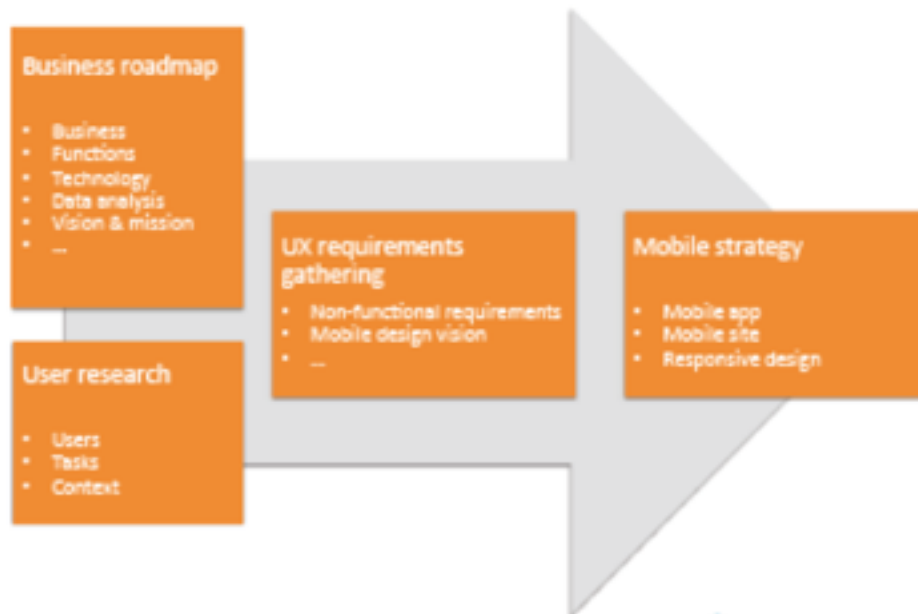 Business roadmap
• Business
• Functions
• Technology
• Data analysis
• Vision & mission
• ...
User research
• Users
• Tasks
• Context
UX requirements
gathering
• Non-functional requirements
• Mobile design vision
• ...
Mobile strategy
• Mobile app
• Mobile site
• Responsive design